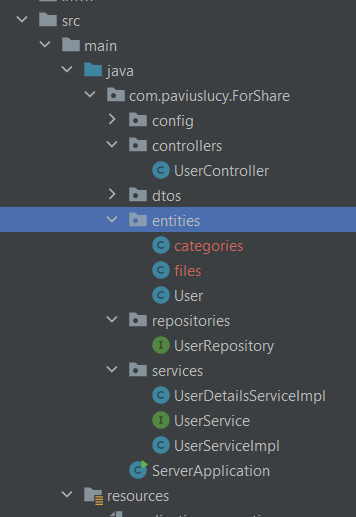 src
main
java
com.paviuslucy.ForShare
config
controllers
UserController
dtos
entities
categories
files
User
repositories
UserRepository
services
UserDetailsServiceImpl
UserService
UserServiceImpl
ServerApplication
resources